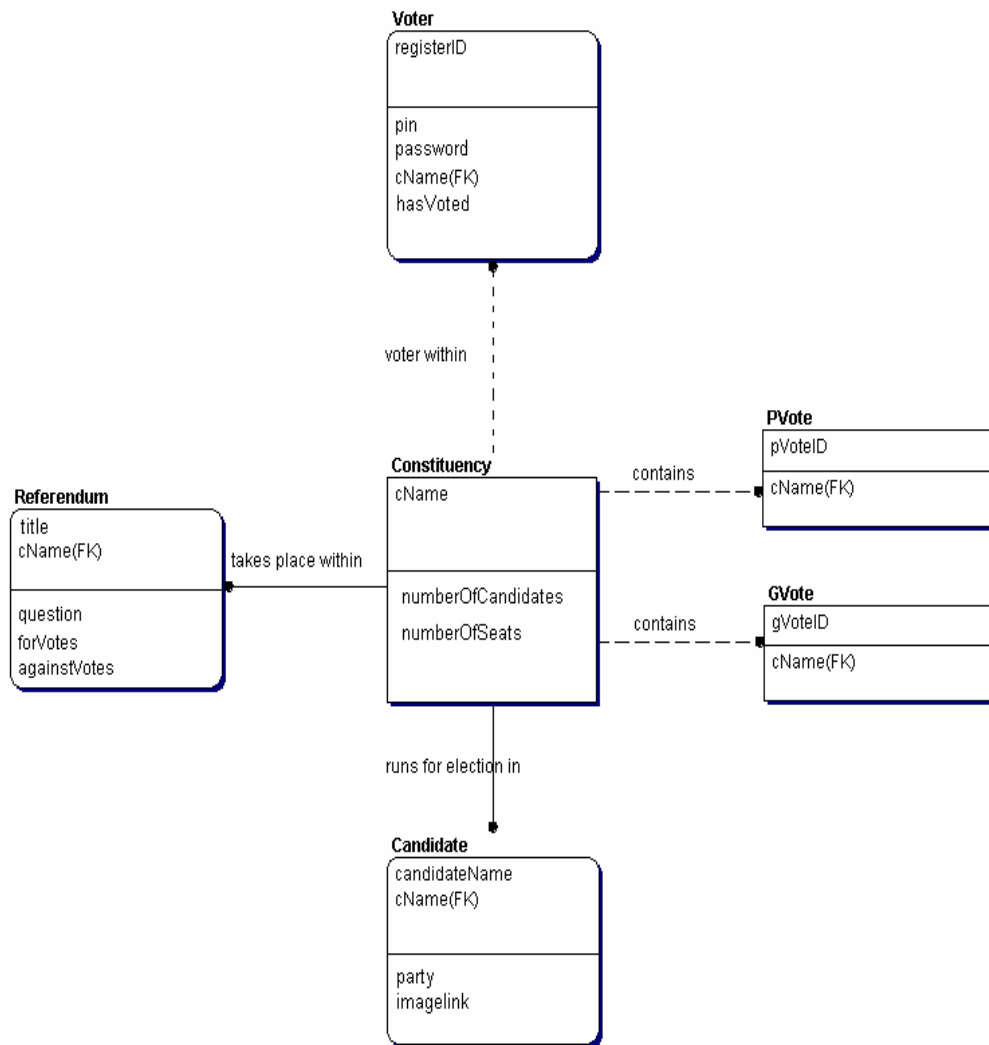 Voter
registerID
pin
password
cName(FK)
hasVoted
voter within
PVote
pVoteID
cName(FK)
contains
Constituency
cName
numberOfCandidates
numberOfSeats
Referendum
title
cName(FK)
question
forVotes
againstVotes
takes place within
GVote
gVoteID
cName(FK)
contains
runs for election in
Candidate
candidateName
cName(FK)
party
imagelink